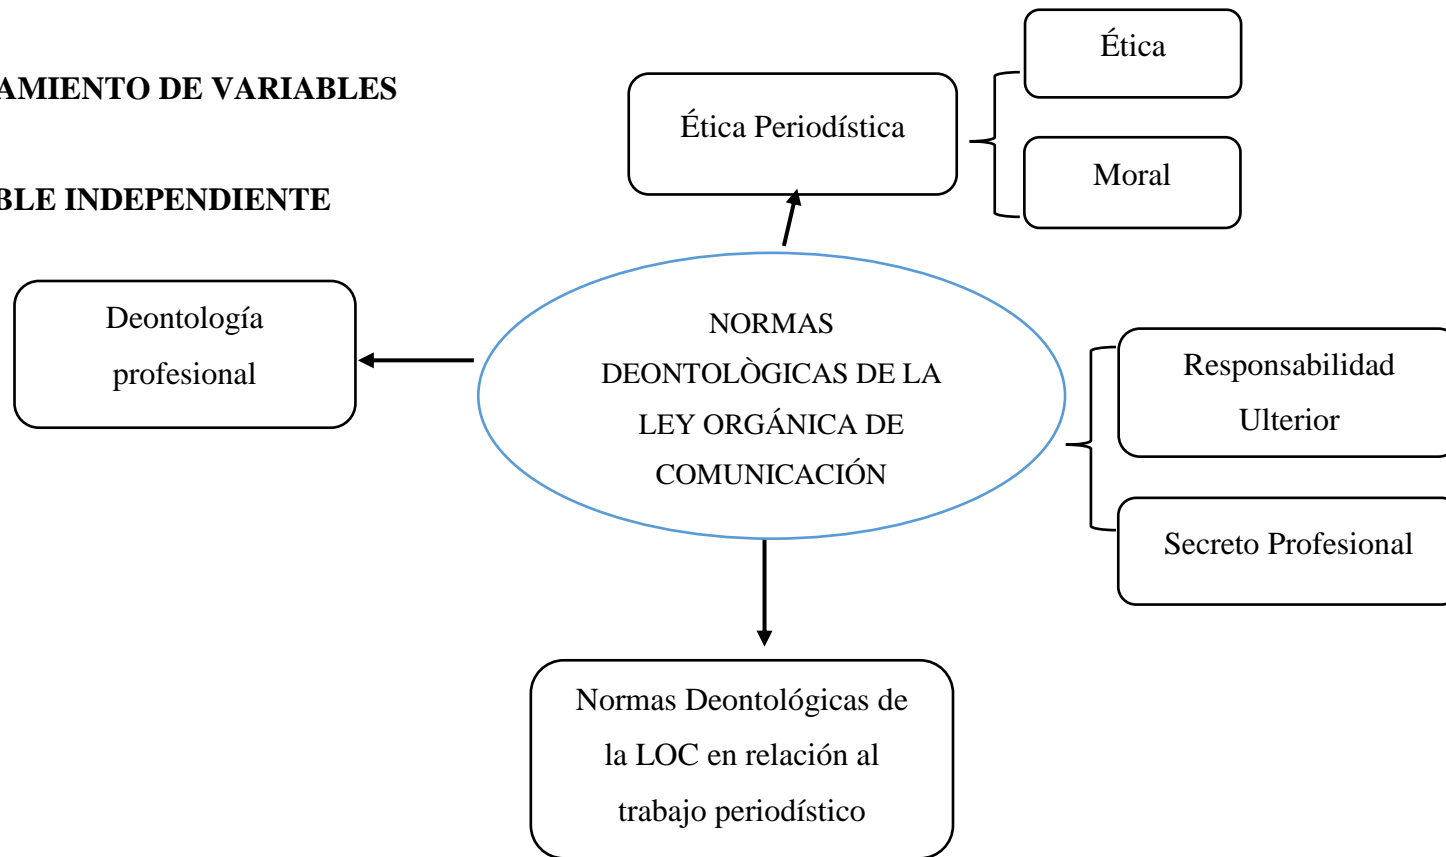 AMIENTO DE VARIABLES
BLE INDEPENDIENTE
Ética Periodística
Ética
Moral
Deontología
profesional
NORMAS
DEONTOLÒGICAS DE LA
LEY ORGÁNICA DE
COMUNICACIÓN
Responsabilidad
Ulterior
Secreto Profesional
Normas Deontológicas de
la LOC en relación al
trabajo periodístico